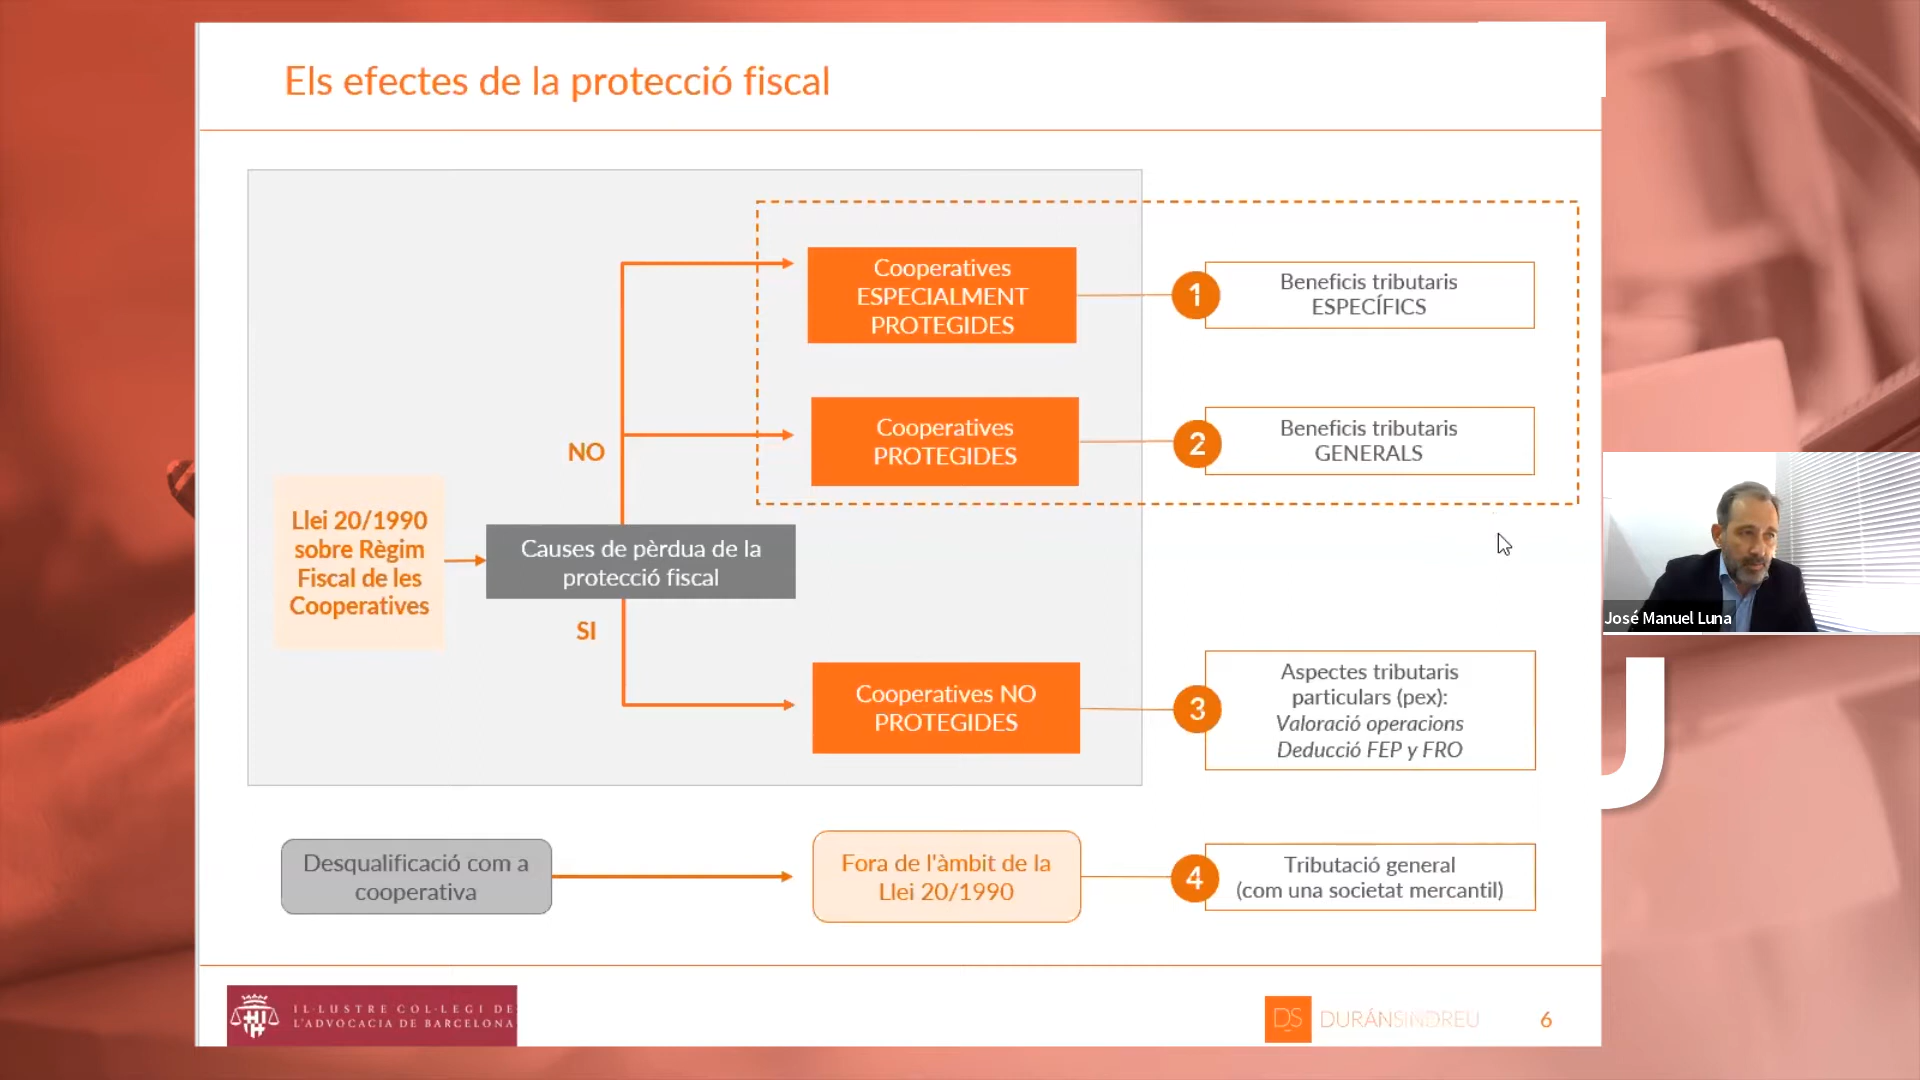 Els efectes de la protecció fiscal
Cooperatives
ESPECIALMENT
PROTEGIDES
1
Beneficis tributaris
ESPECÍFICS
Cooperatives
PROTEGIDES
2
Beneficis tributaris
GENERALS
NO
Llei 20/1990
sobre Règim
Fiscal de les
Cooperatives
Causes de pèrdua de la
protecció fiscal
SI
Cooperatives NO
PROTEGIDES
3
Aspectes tributaris
particulars (pex):
Valoració operacions
Deducció FEP y FRO
José Manuel Luna
Desqualificació com a
cooperativa
Fora de l'àmbit de la
Llei 20/1990
4
Tributació general
(com una societat mercantil)
IL·LUSTRE COL·LEGI DE
L'ADVOCACIA DE BARCELONA
DS
DURÁNSINDREU
6